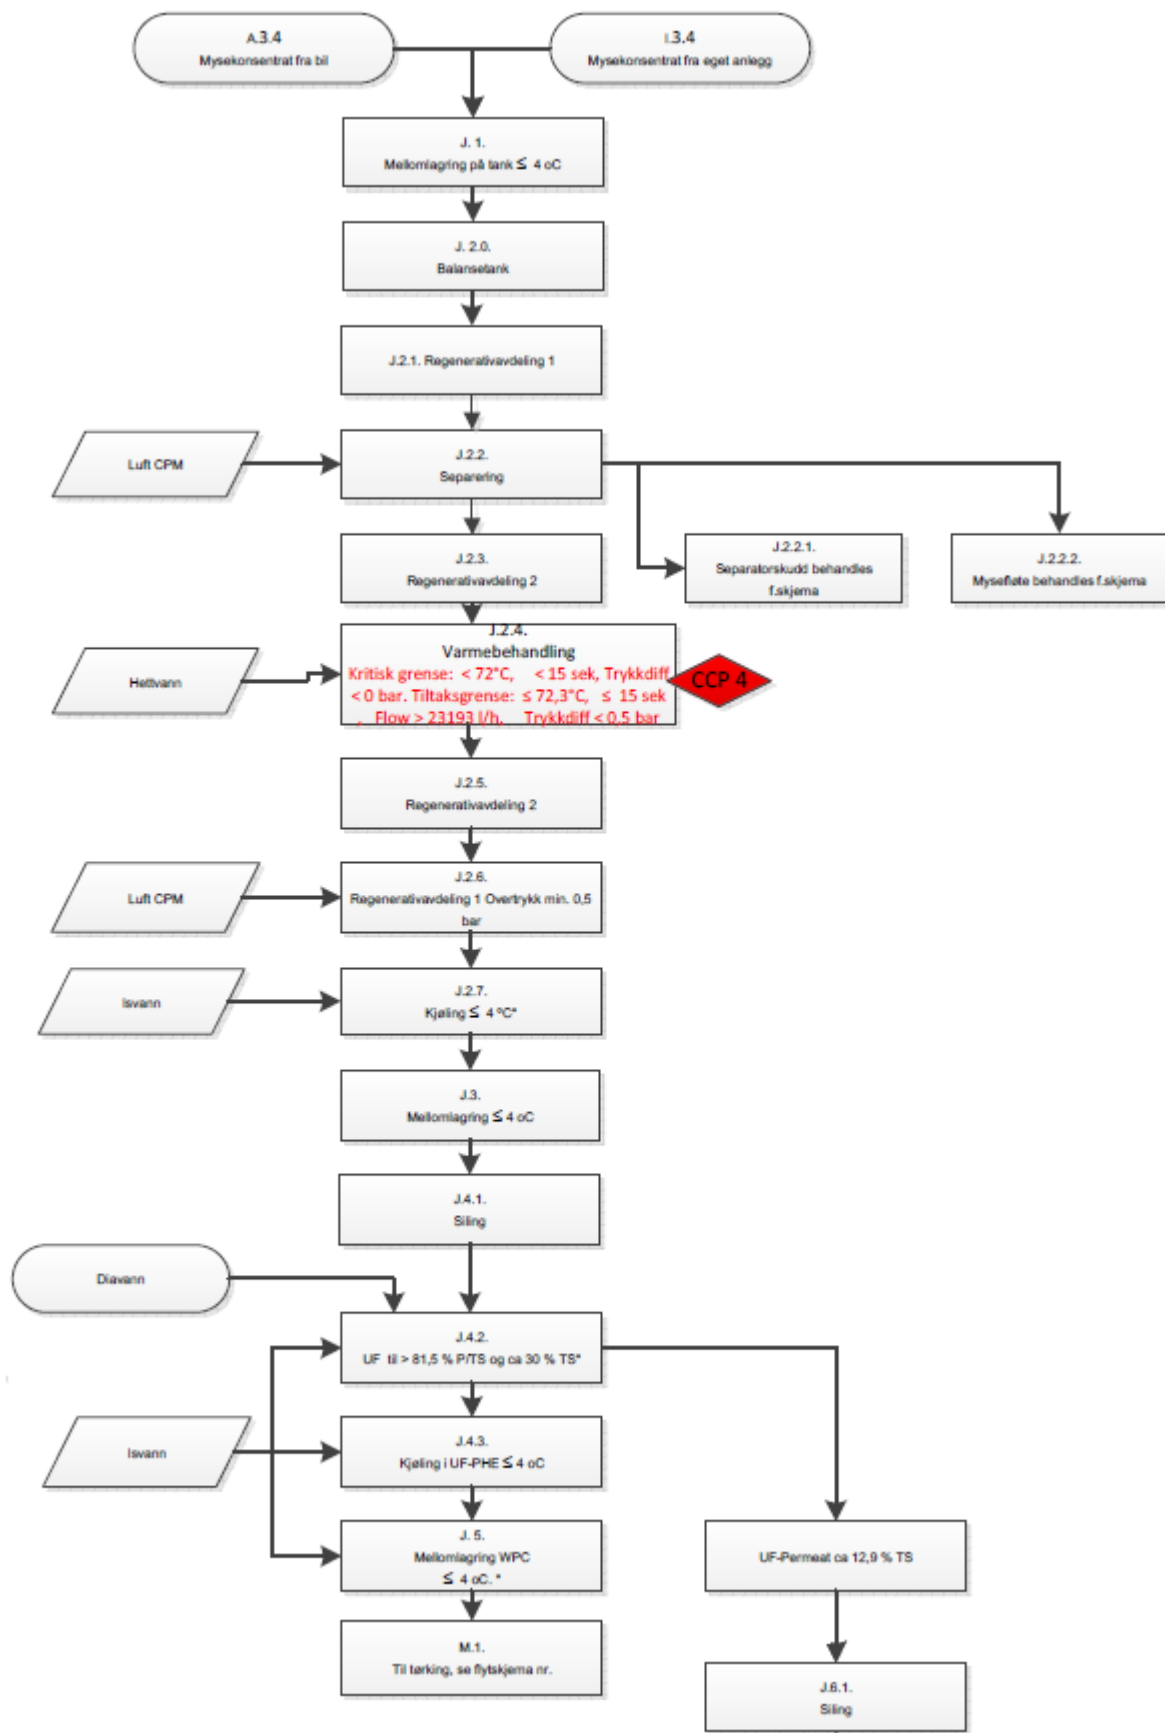 A.3.4
Mysekonsentrat fra bil
I.3.4
Mysekonsentrat fra eget anlegg
J. 1.
Mellomlagring på tank ≤ 4 oC
J. 2.0.
Balansetank
J.2.1. Regenerativavdeling 1
Luft CPM
J.2.2.
Separering
J.2.3.
Regenerativavdeling 2
J.2.2.1.
Separatorskudd behandles
f.skjema
J.2.2.2.
Mysefløte behandles f.skjema
Hettvann
J.2.4.
Varmebehandling
Kritisk grense: < 72°C, < 15 sek, Trykkdiff
< 0 bar. Tiltaksgrense: ≤ 72,3°C, ≤ 15 sek
, Flow > 23193 l/h, Trykkdiff < 0,5 bar
CCP 4
J.2.5.
Regenerativavdeling 2
Luft CPM
J.2.6.
Regenerativavdeling 1 Overtrykk min. 0,5
bar
Isvann
J.2.7.
Kjøling ≤ 4 ºC*
J.3.
Mellomlagring ≤ 4 oC
J.4.1.
Siling
Diavann
J.4.2.
UF til > 81,5 % P/TS og ca 30 % TS*
Isvann
J.4.3.
Kjøling i UF-PHE ≤ 4 oC
J. 5.
Mellomlagring WPC
≤ 4 oC. *
UF-Permeat ca 12,9 % TS
M.1.
Til tørking, se flytskjema nr.
J.6.1.
Siling